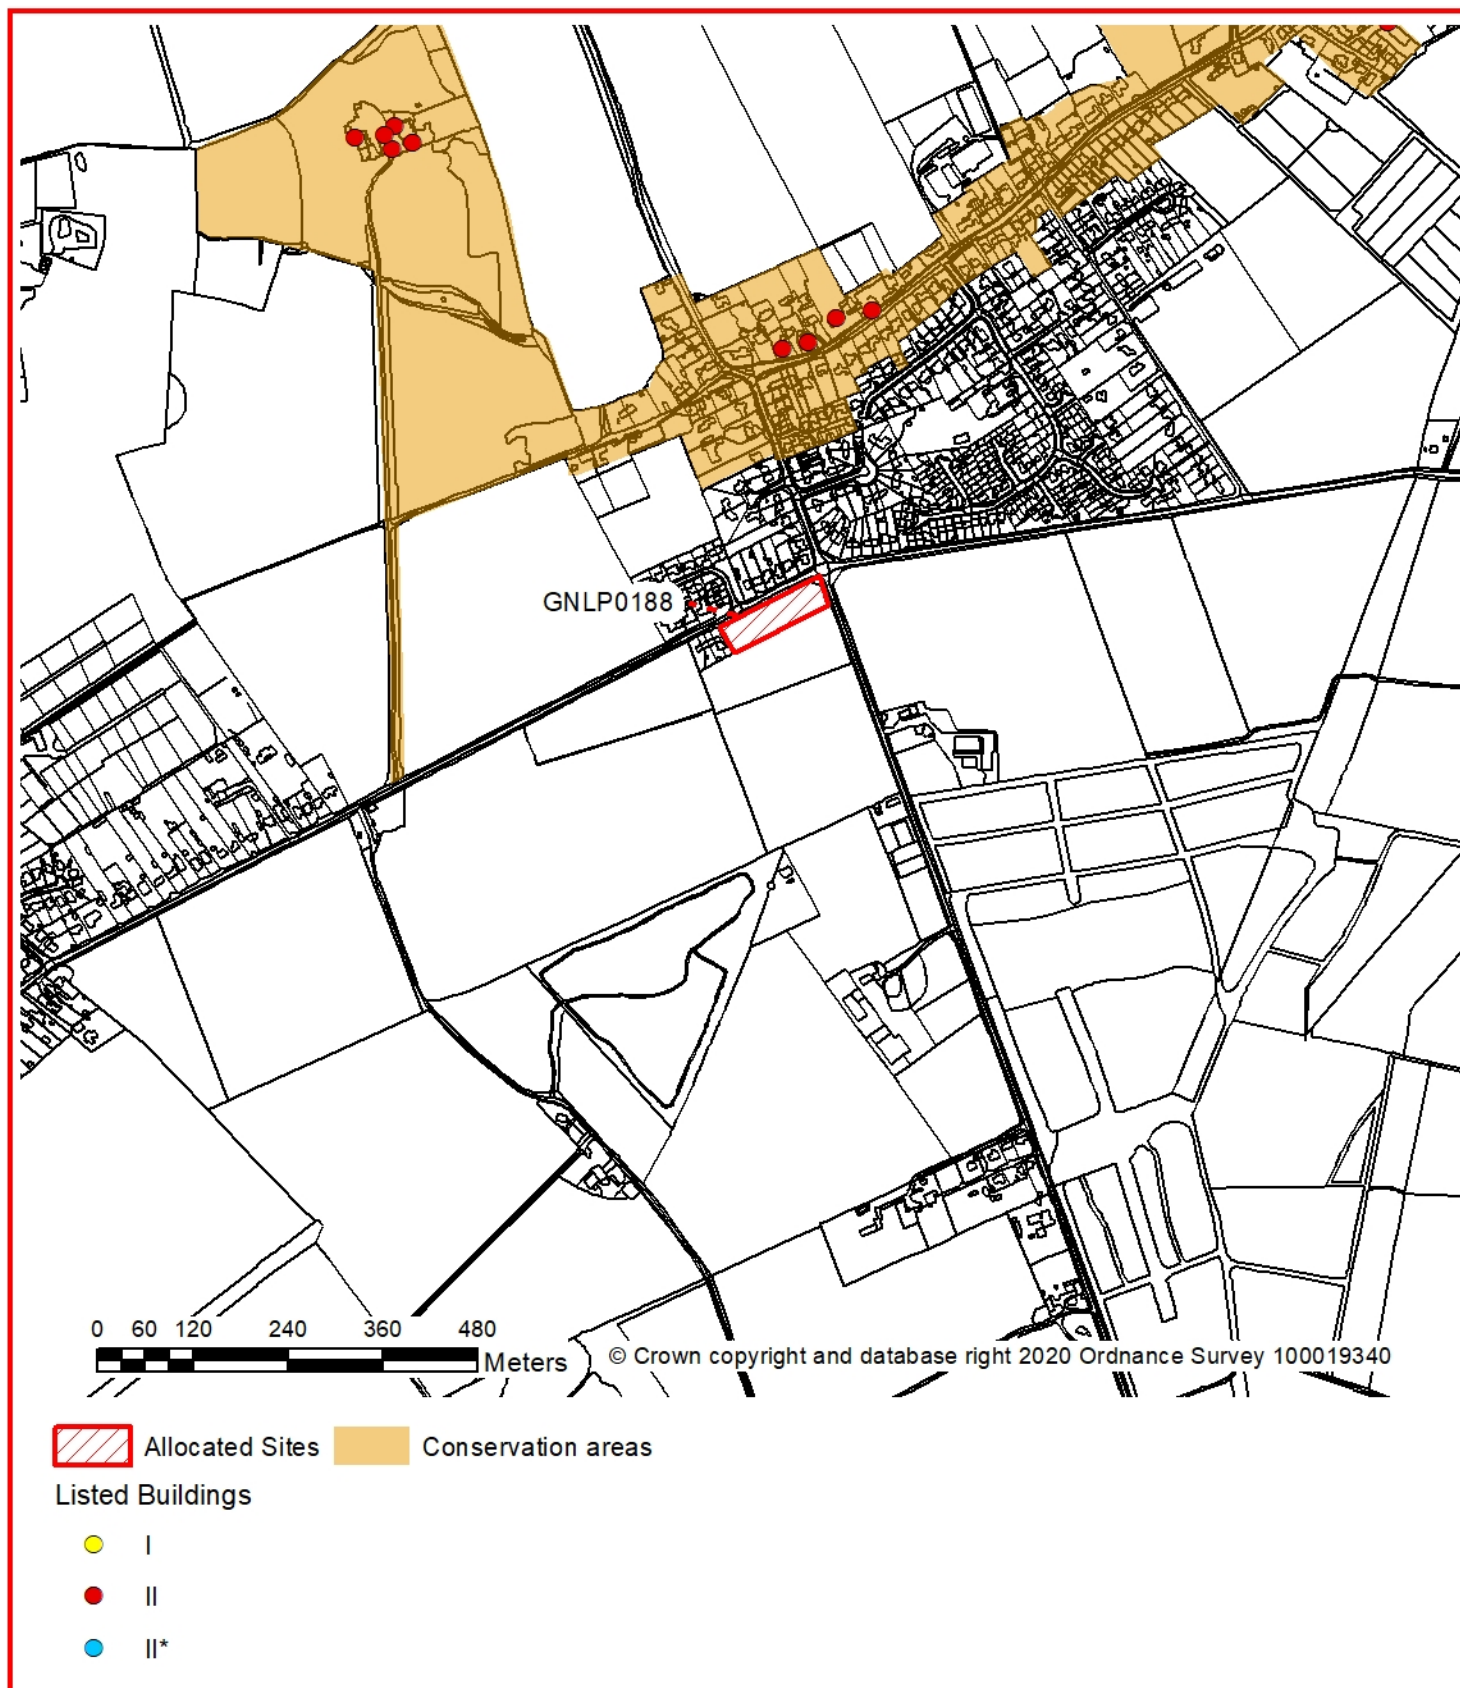 GNLP0188
0 60 120 240 360 480
Meters
© Crown copyright and database right 2020 Ordnance Survey 100019340
Allocated Sites Conservation areas
Listed Buildings
I
II
II*